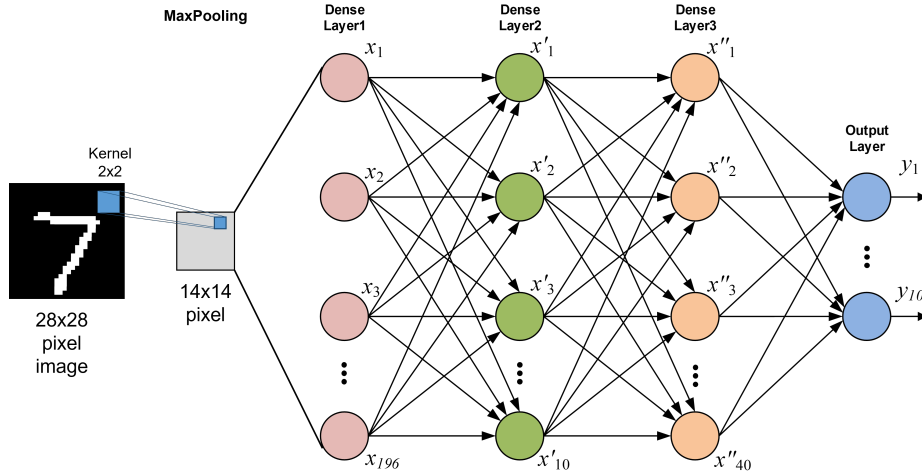 MaxPooling
Dense
Layer1
Dense
Layer2
Dense
Layer3
Output
Layer
Kernel
2x2
28x28
pixel
image
14x14
pixel
x1
x2
x3
x196
x'1
x'2
x'3
x'10
x''1
x''2
x''3
x''40
y1
y10